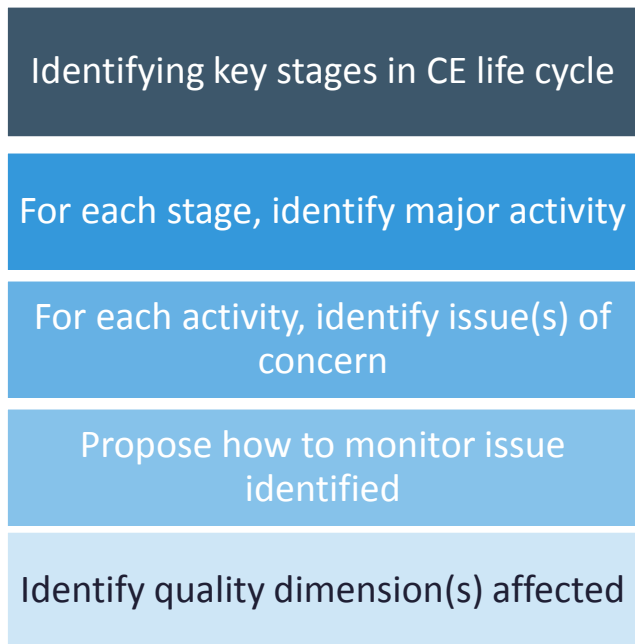 Identifying key stages in CE life cycle
For each stage, identify major activity
For each activity, identify issue(s) of
concern
Propose how to monitor issue
identified
Identify quality dimension(s) affected